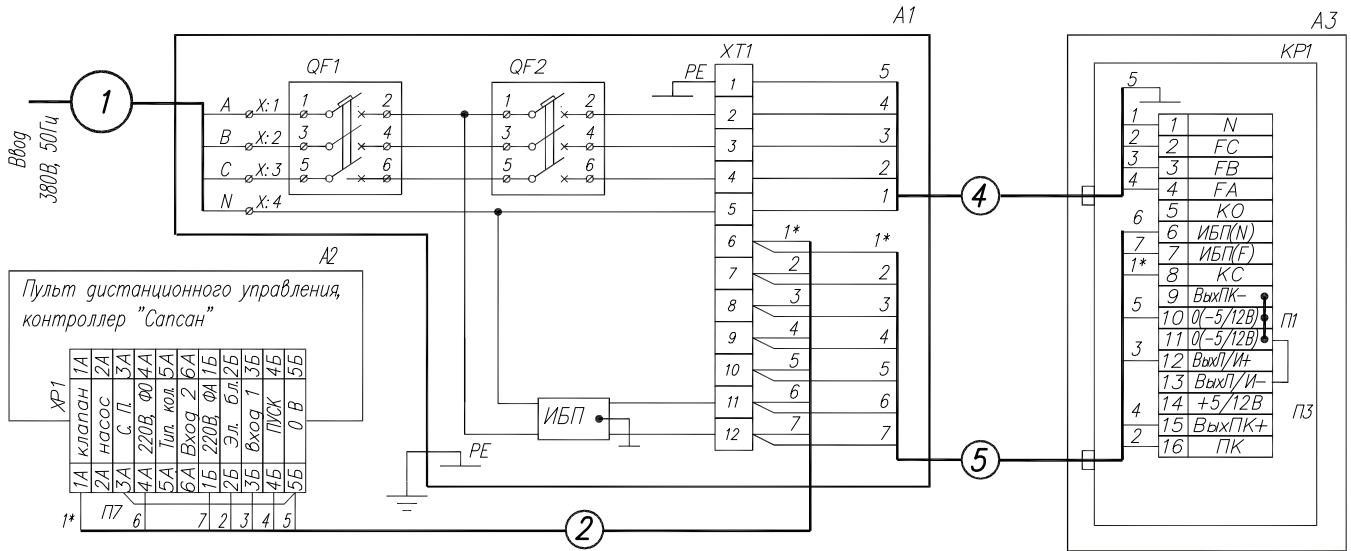 A1
A3
КР1
1
Ввод
380В, 50Гц
QF1
QF2
XT1
PE
A X:1
B X:2
C X:3
N X:4
1 2
3 4
5 6
1 2
3 4
5 6
1
2
3
4
5
6
7
8
9
10
11
12
5
4
3
2
1
1*
2
3
4
5
6
7
1*
2
3
4
5
6
7
4
5
ИБП
PE
A2
Пульт дистанционного управления,
контроллер "Сапсан"
XP1
1А клапан 1А
2А насос 2А
3А С. П. 3А
4А 220В, ФО 4А
5А Тип. кол. 5А
6А Вход 2 6А
1Б 220В, ФА 1Б
2Б Эл. бл. 2Б
3Б вход 1 3Б
4Б ПУСК 4Б
5Б 0 В 5Б
1* П7 6 7 2 3 4 5
2
5
1
2
3
4
6
7
1*
5
3
4
2
1 N
2 FC
3 FB
4 FA
5 КО
6 ИБП(N)
7 ИБП(F)
8 КС
9 ВыхПК-
10 0(-5/12В)
11 0(-5/12В)
12 ВыхЛ/И+
13 ВыхЛ/И-
14 +5/12В
15 ВыхПК+
16 ПК
П1
П3